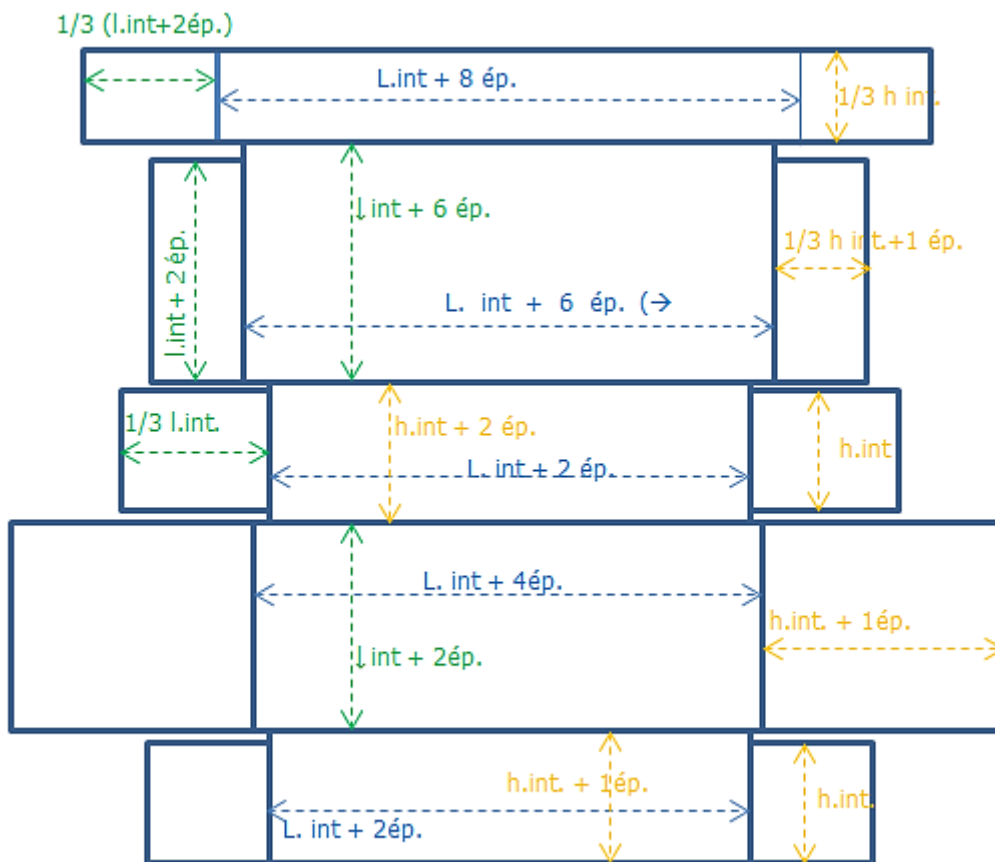 1/3 (l.int+2ép.)
L.int + 8 ép.
1/3 h int.
l int + 6 ép.
l.int + 2 ép.
1/3 h int.+1 ép.
L. int + 6 ép. (→
1/3 l.int.
h.int + 2 ép.
h.int
L. int + 2 ép.
L. int + 4ép.
h.int. + 1ép.
l int + 2ép.
h.int. + 1ép.
h.int.
L. int + 2ép.